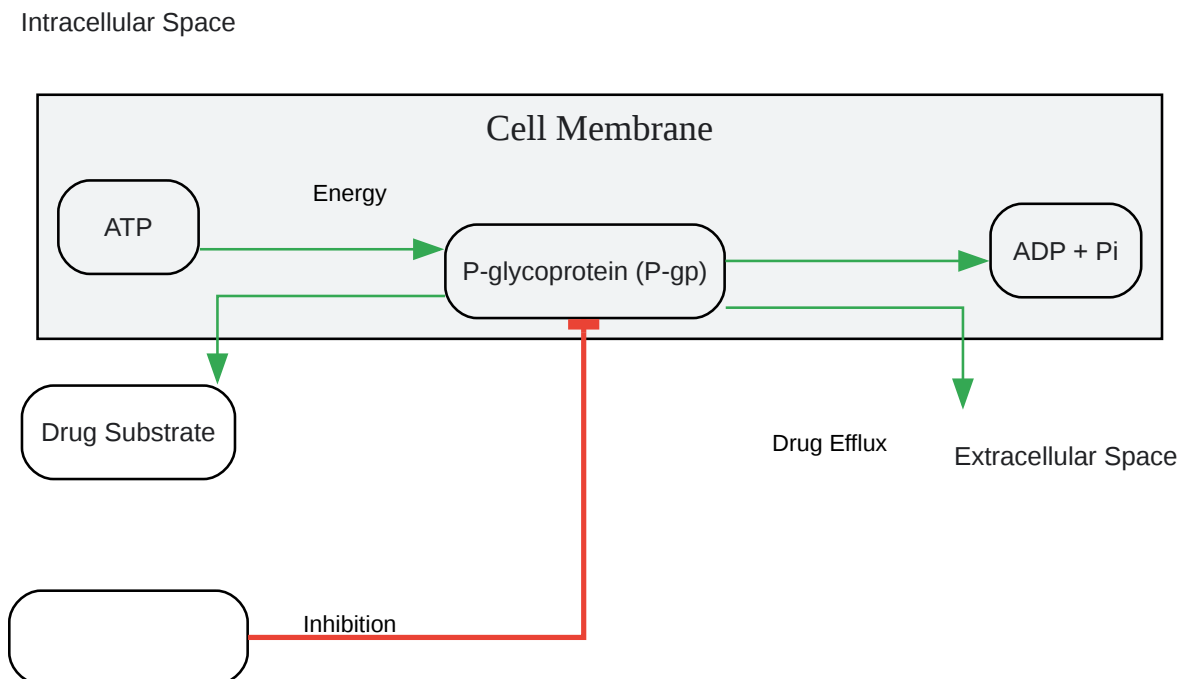 Intracellular Space
Cell Membrane
Energy
ATP
P-glycoprotein (P-gp)
ADP + Pi
Drug Substrate
Drug Efflux
Extracellular Space
Inhibition